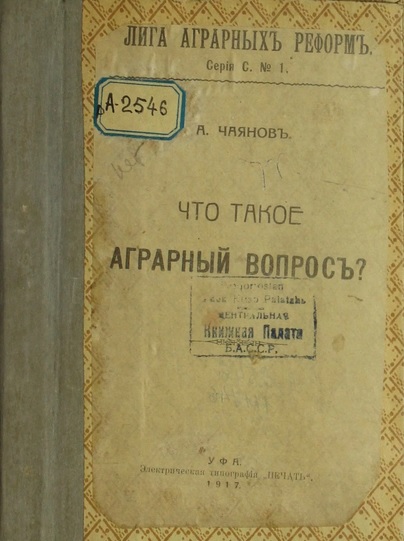 ЛИГА АГРАРНЫХЪ РЕФОРМЪ.
Серія С. № 1.
А-2546
А. ЧАЯНОВЪ.
ЧТО ТАКОЕ
АГРАРНЫЙ ВОПРОСЪ?
ЦЕНТРАЛЬНАЯ
Книжная Палата
Б.А.С.С.Р.
УФА.
Электрическая типографія „ПЕЧАТЬ".
1917.